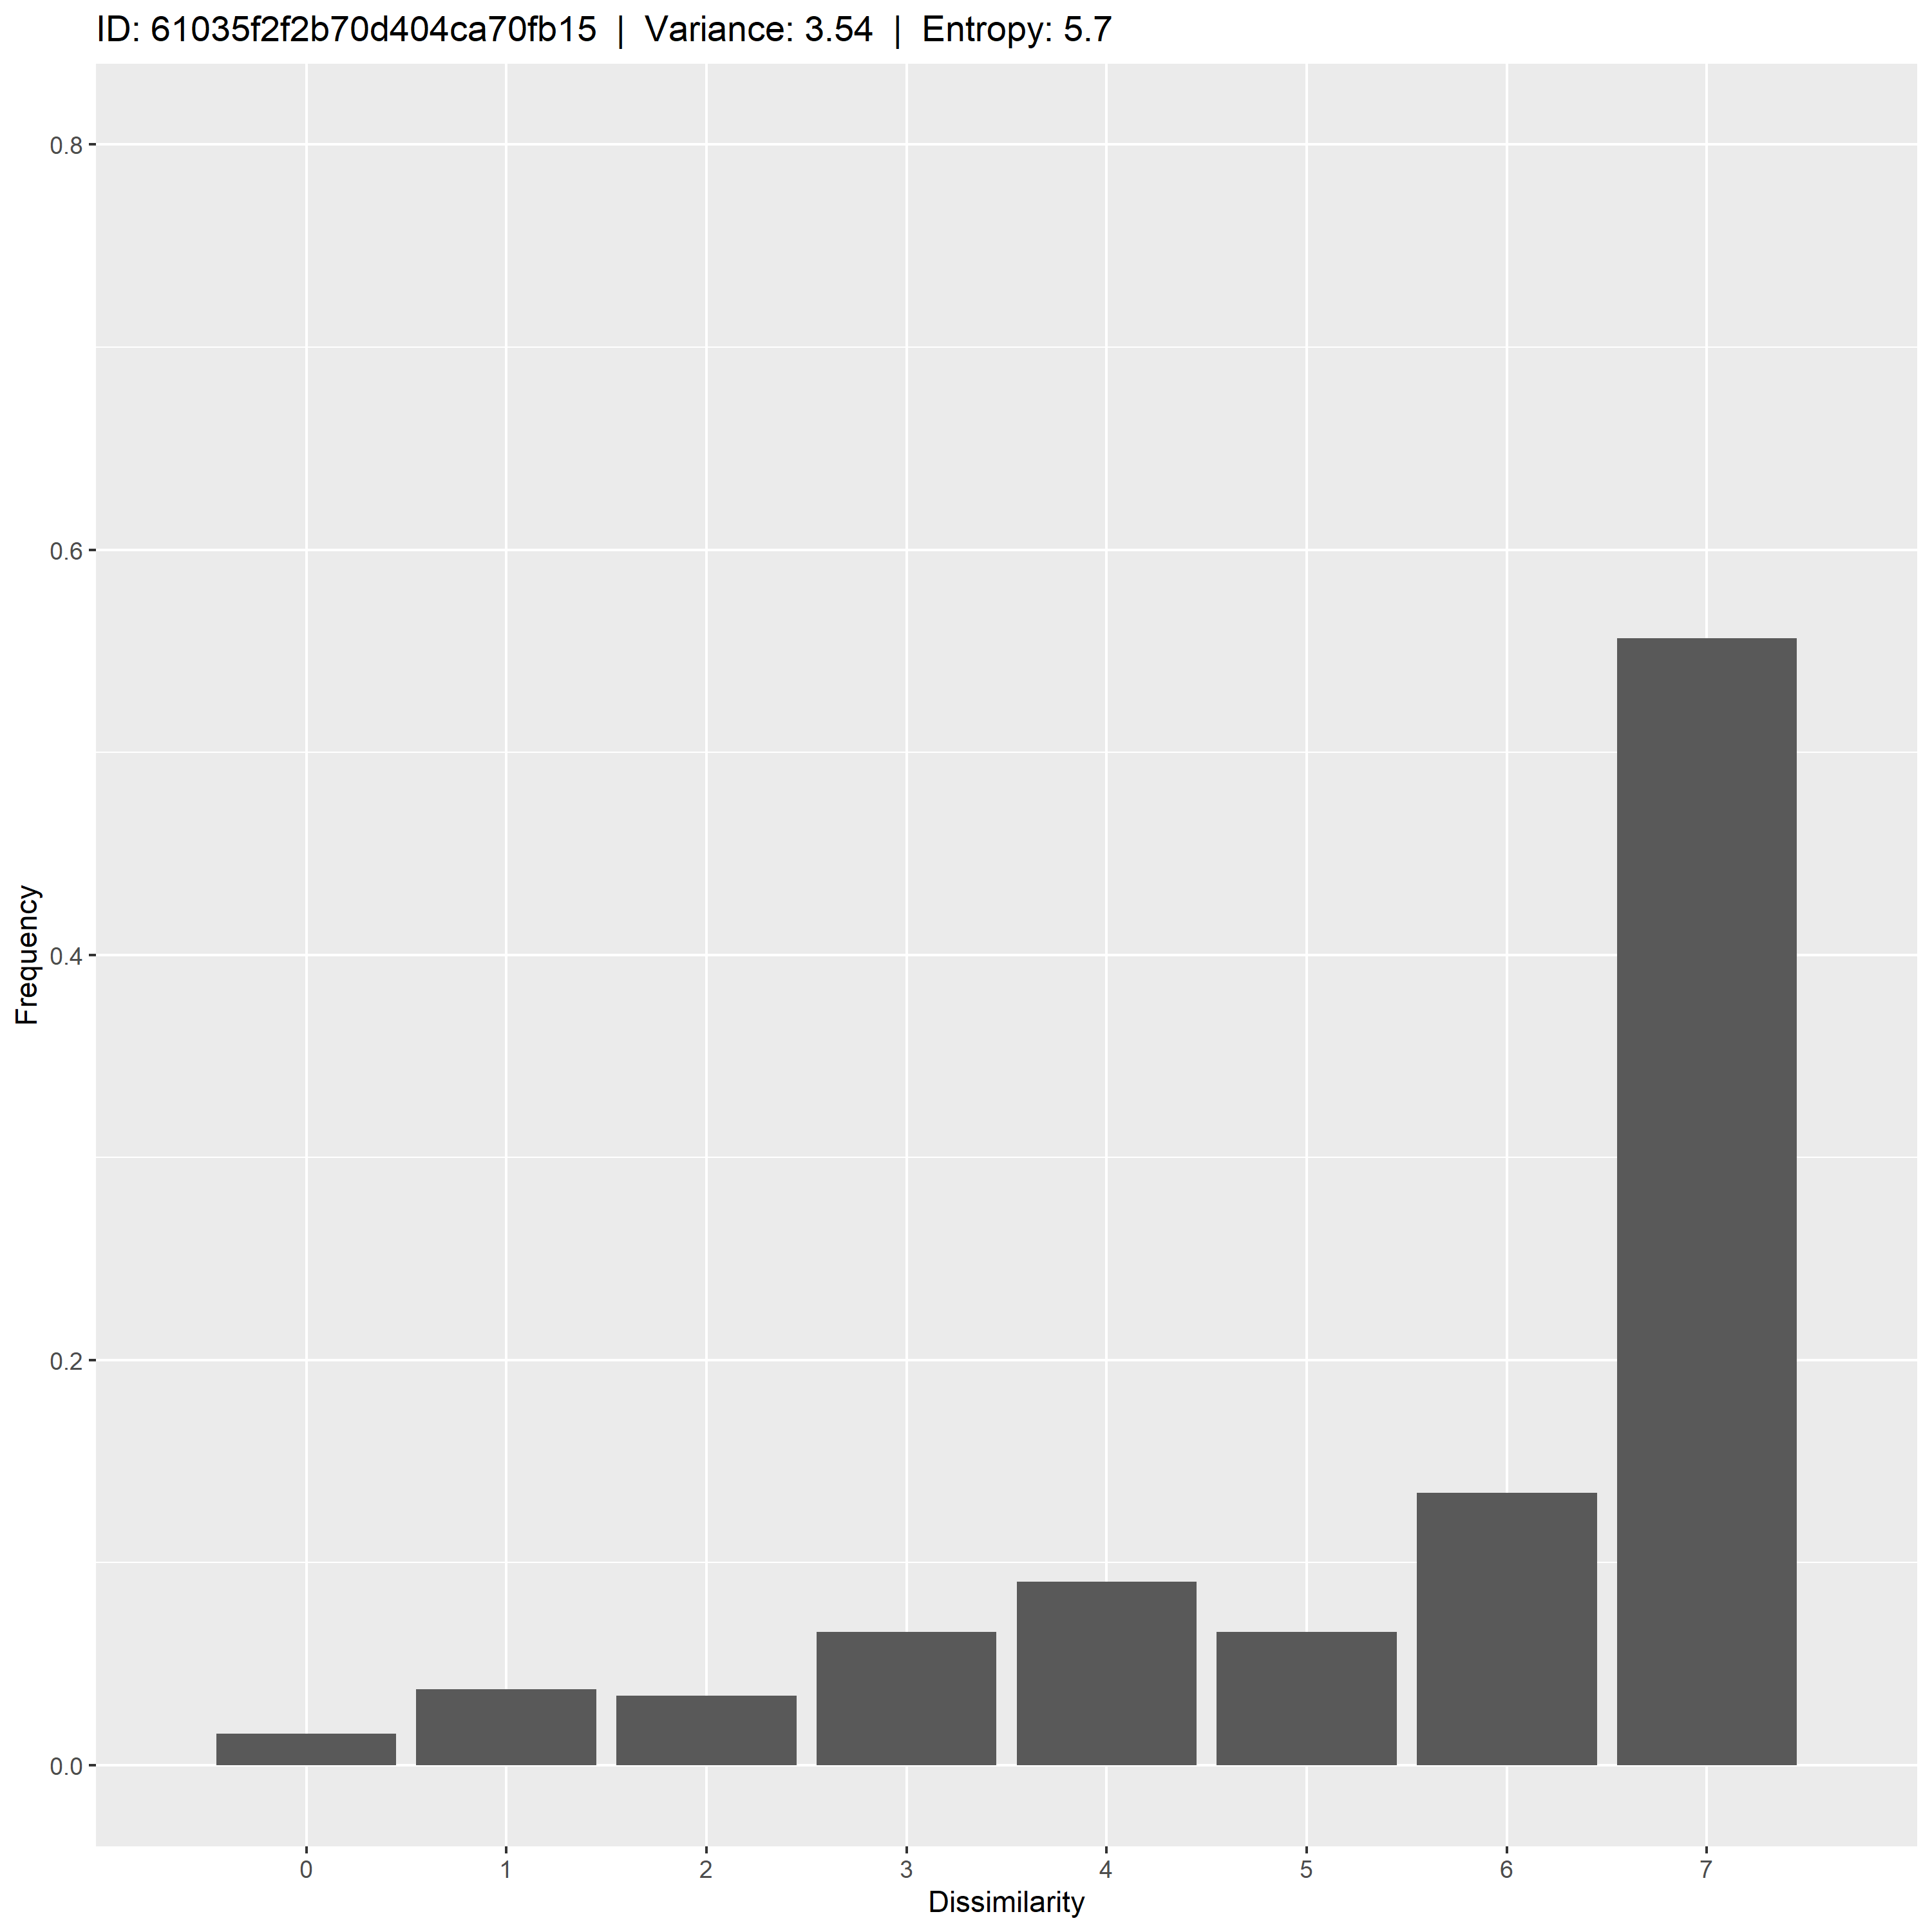 ID: 61035f2f2b70d404ca70fb15 | Variance: 3.54 | Entropy: 5.7
0.8
0.6
0.4
0.2
0.0
Frequency
0 1 2 3 4 5 6 7
Dissimilarity